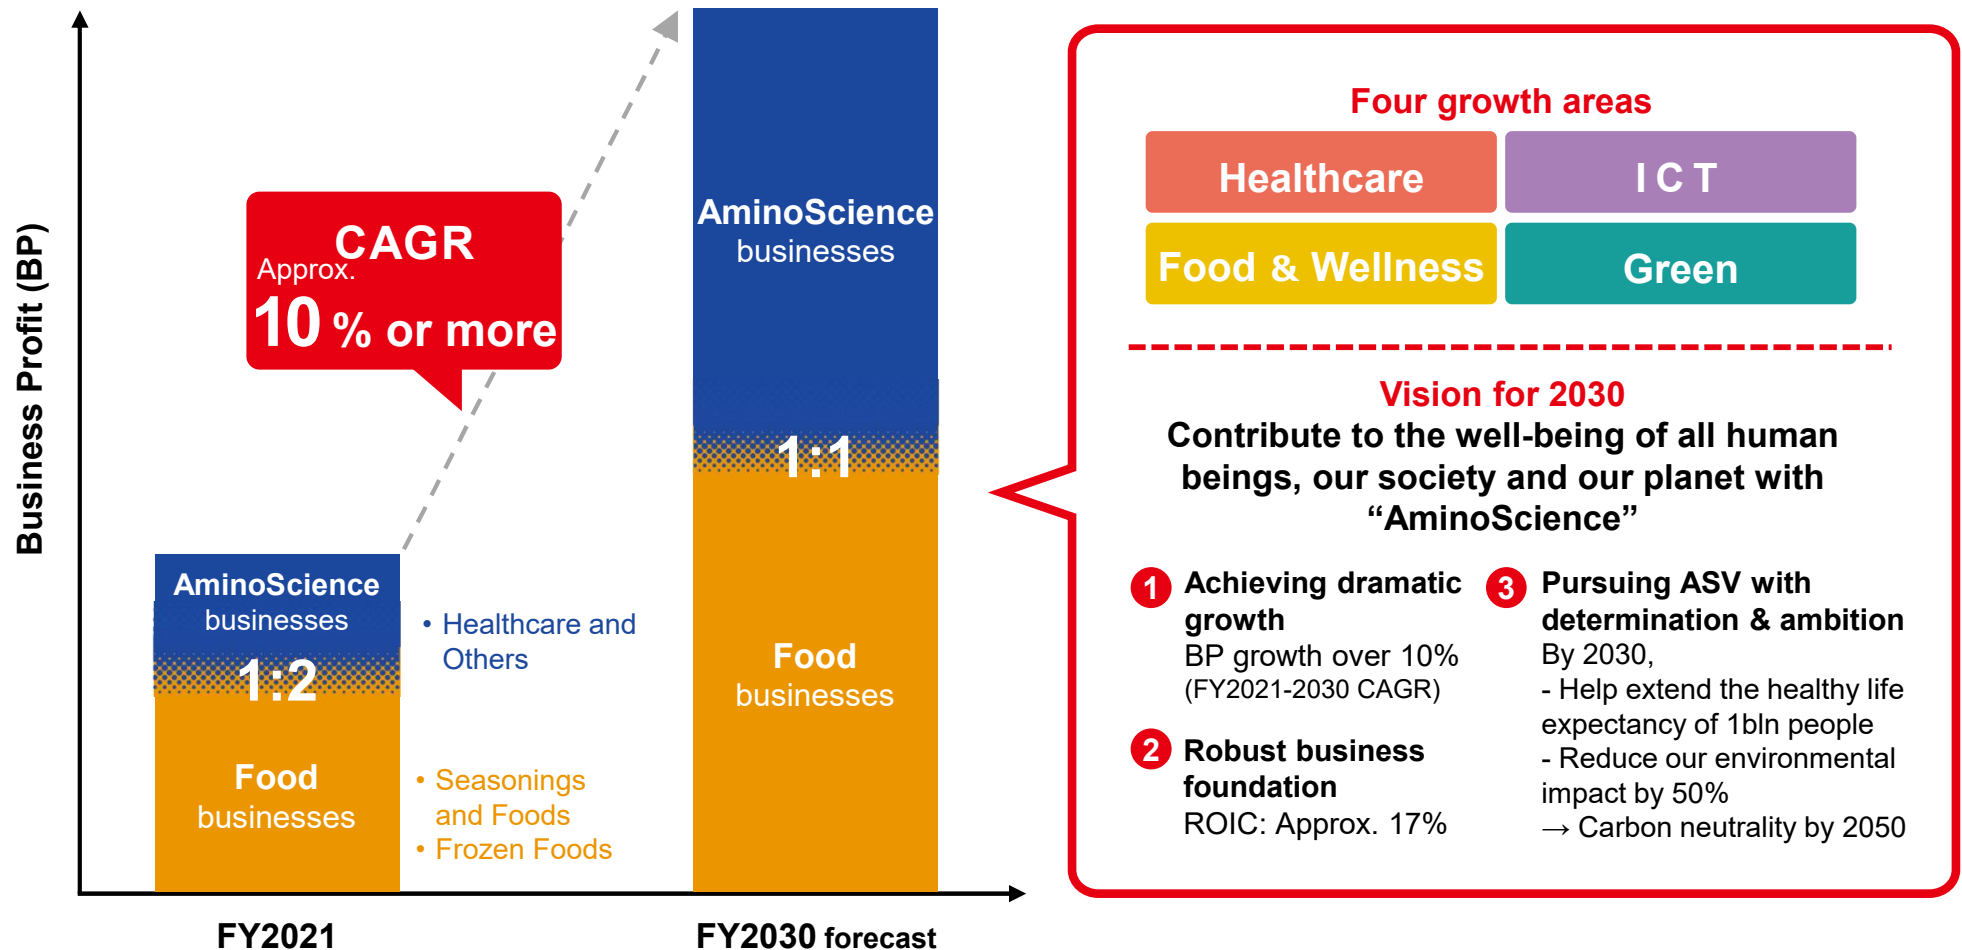 Business Profit (BP)
CAGR
Approx.
10 % or more
AminoScience
businesses
1:2
Food
businesses
• Healthcare and
Others
• Seasonings
and Foods
• Frozen Foods
FY2021
AminoScience
businesses
1:1
Food
businesses
FY2030 forecast
Four growth areas
Healthcare
ICT
Food & Wellness
Green
Vision for 2030
Contribute to the well-being of all human
beings, our society and our planet with
“AminoScience”
1 Achieving dramatic
growth
BP growth over 10%
(FY2021-2030 CAGR)
2 Robust business
foundation
ROIC: Approx. 17%
3 Pursuing ASV with
determination & ambition
By 2030,
- Help extend the healthy life
expectancy of 1bln people
- Reduce our environmental
impact by 50%
→ Carbon neutrality by 2050